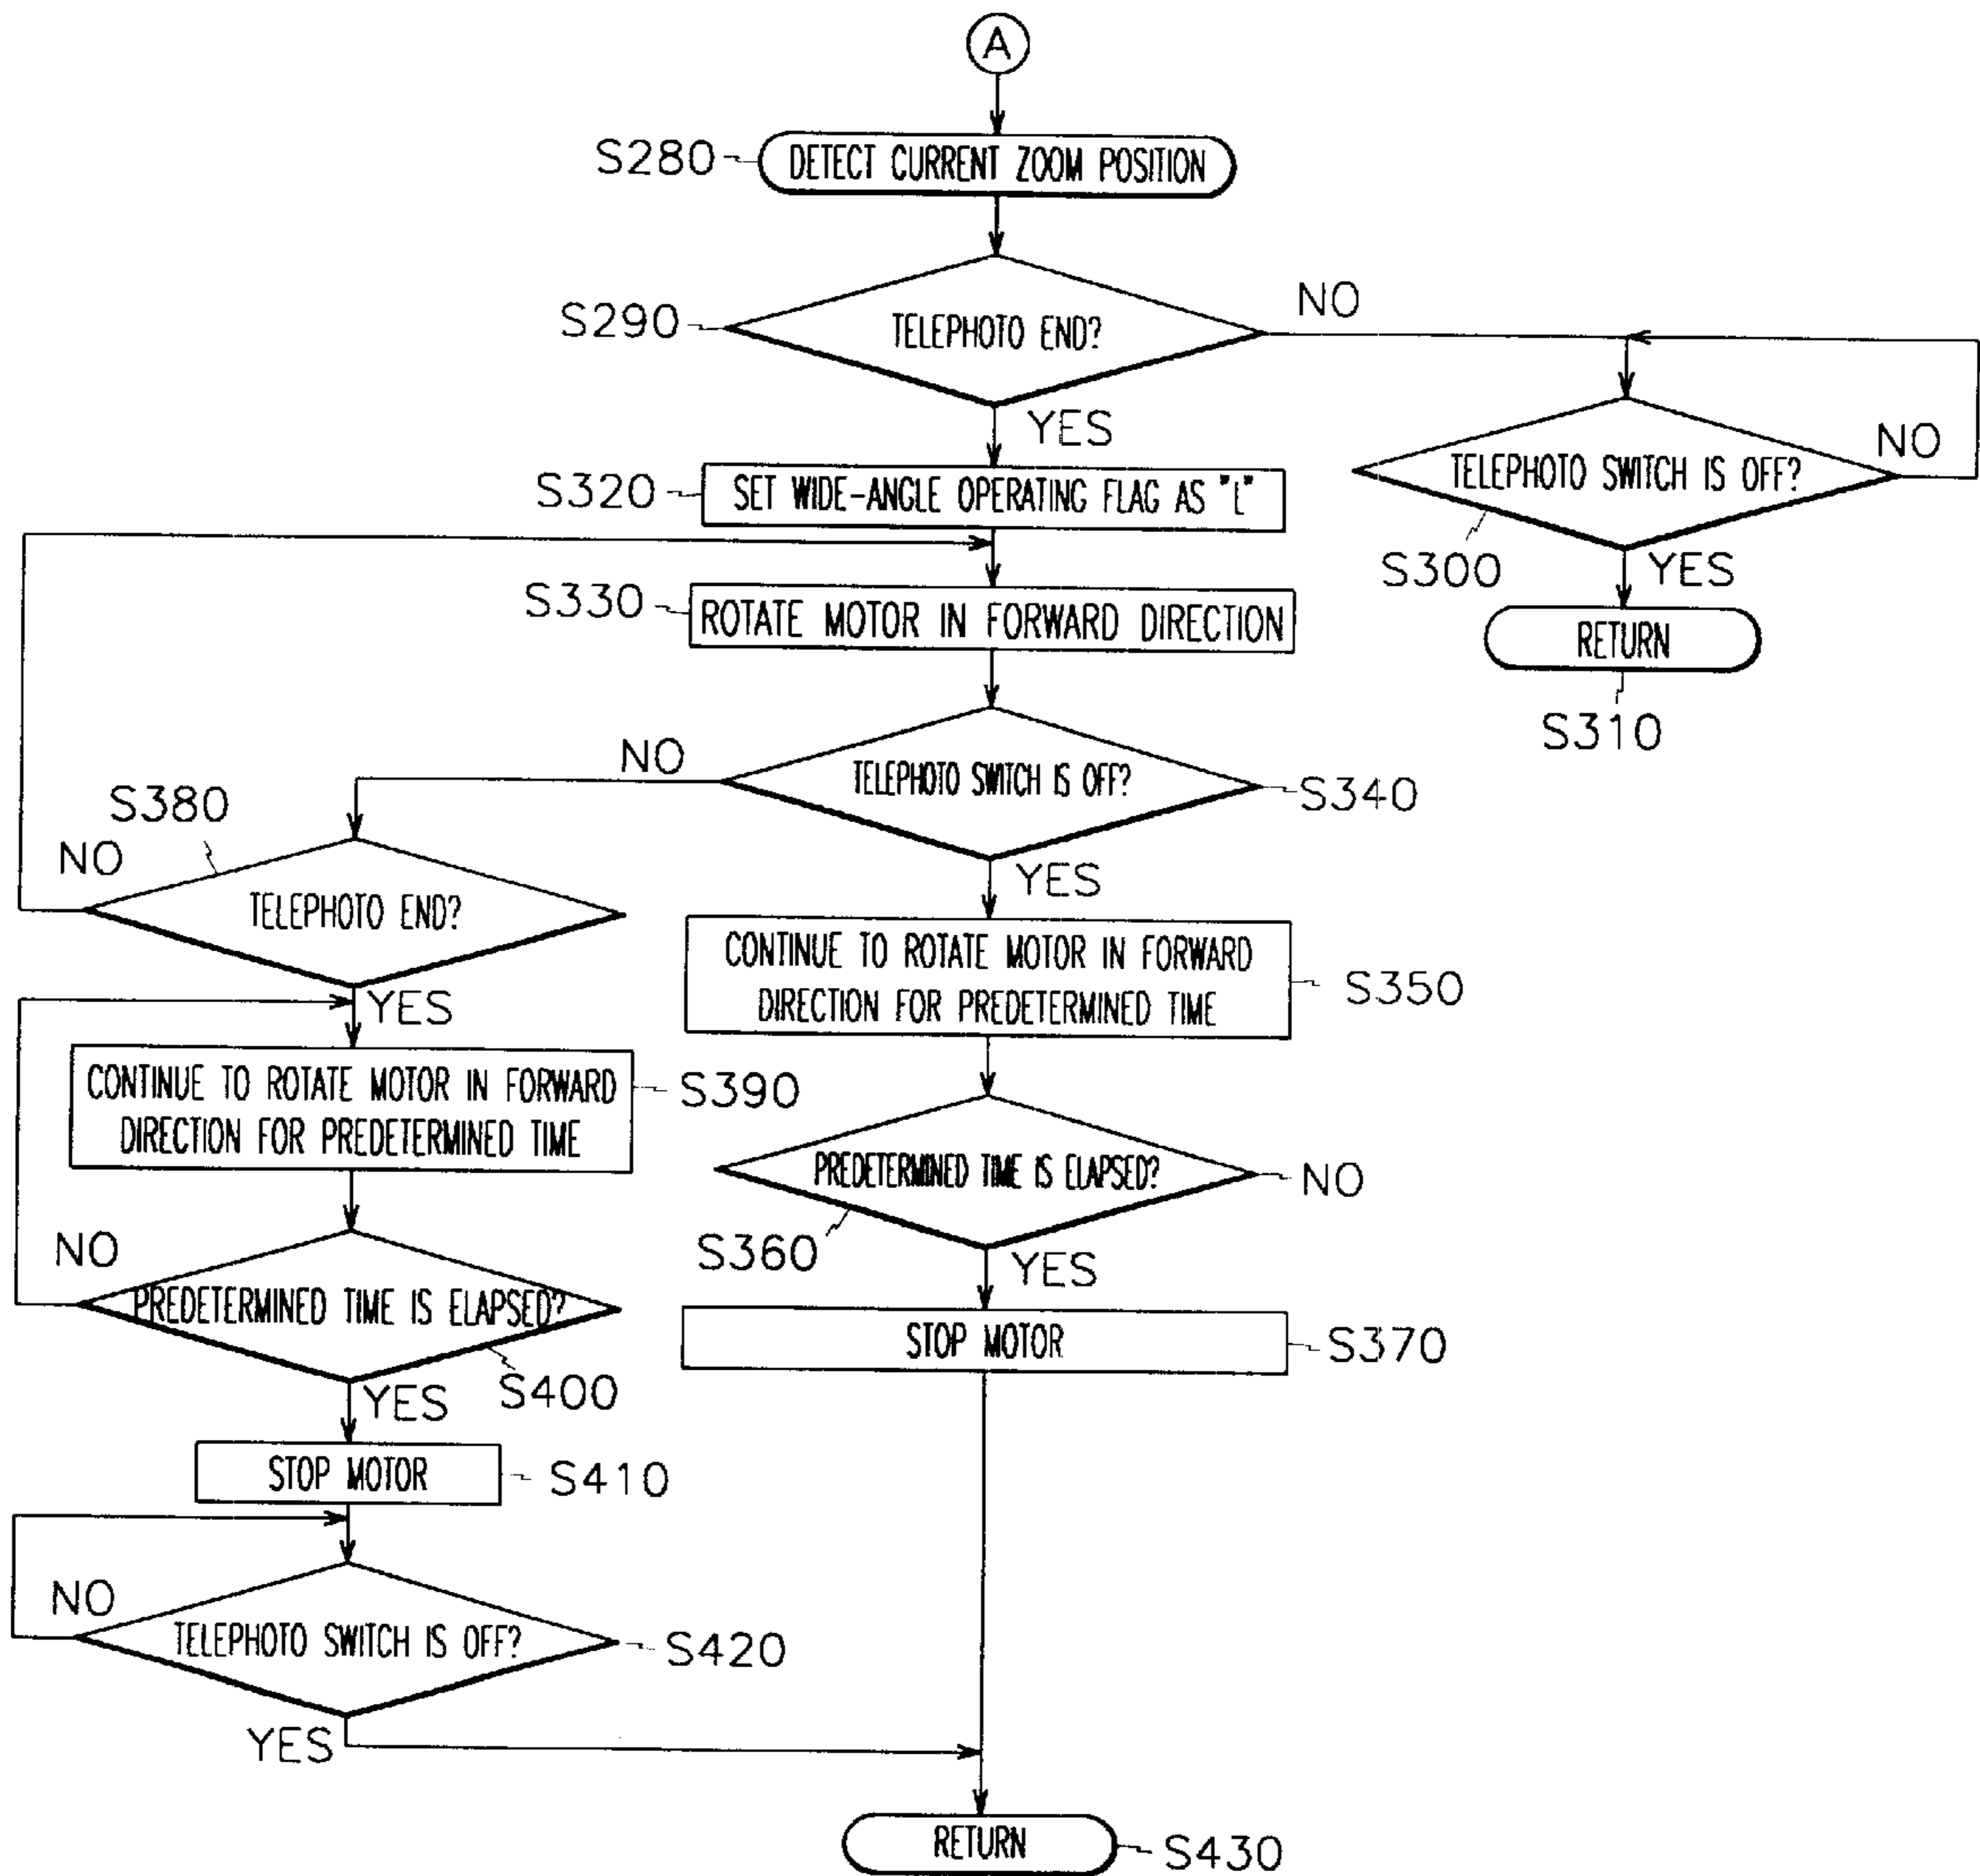 A
S280
DETECT CURRENT ZOOM POSITION
S290
TELEPHOTO END?
NO
YES
S320
SET WIDE-ANGLE OPERATING FLAG AS "L"
TELEPHOTO SWITCH IS OFF?
NO
S300
YES
RETURN
S310
S330
ROTATE MOTOR IN FORWARD DIRECTION
NO
TELEPHOTO SWITCH IS OFF?
S340
YES
S380
NO
TELEPHOTO END?
YES
CONTINUE TO ROTATE MOTOR IN FORWARD
DIRECTION FOR PREDETERMINED TIME
S350
CONTINUE TO ROTATE MOTOR IN FORWARD
DIRECTION FOR PREDETERMINED TIME
S390
PREDETERMINED TIME IS ELAPSED?
NO
S360
YES
NO
PREDETERMINED TIME IS ELAPSED?
S400
YES
STOP MOTOR
S370
STOP MOTOR
S410
NO
TELEPHOTO SWITCH IS OFF?
S420
YES
RETURN
S430